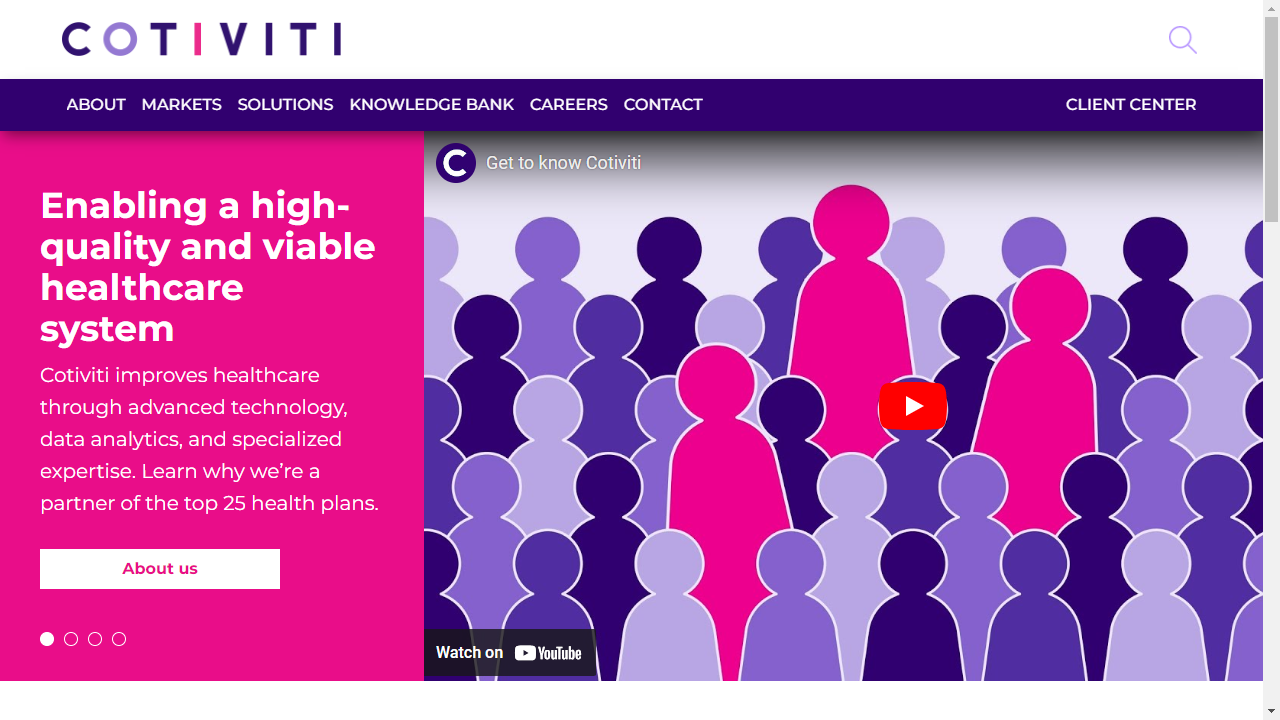 COTIVITI
ABOUT MARKETS SOLUTIONS KNOWLEDGE BANK CAREERS CONTACT CLIENT CENTER
Get to know Cotiviti
Enabling a high-
quality and viable
healthcare
system
Cotiviti improves healthcare
through advanced technology,
data analytics, and specialized
expertise. Learn why we’re a
partner of the top 25 health plans.
About us
Watch on YouTube